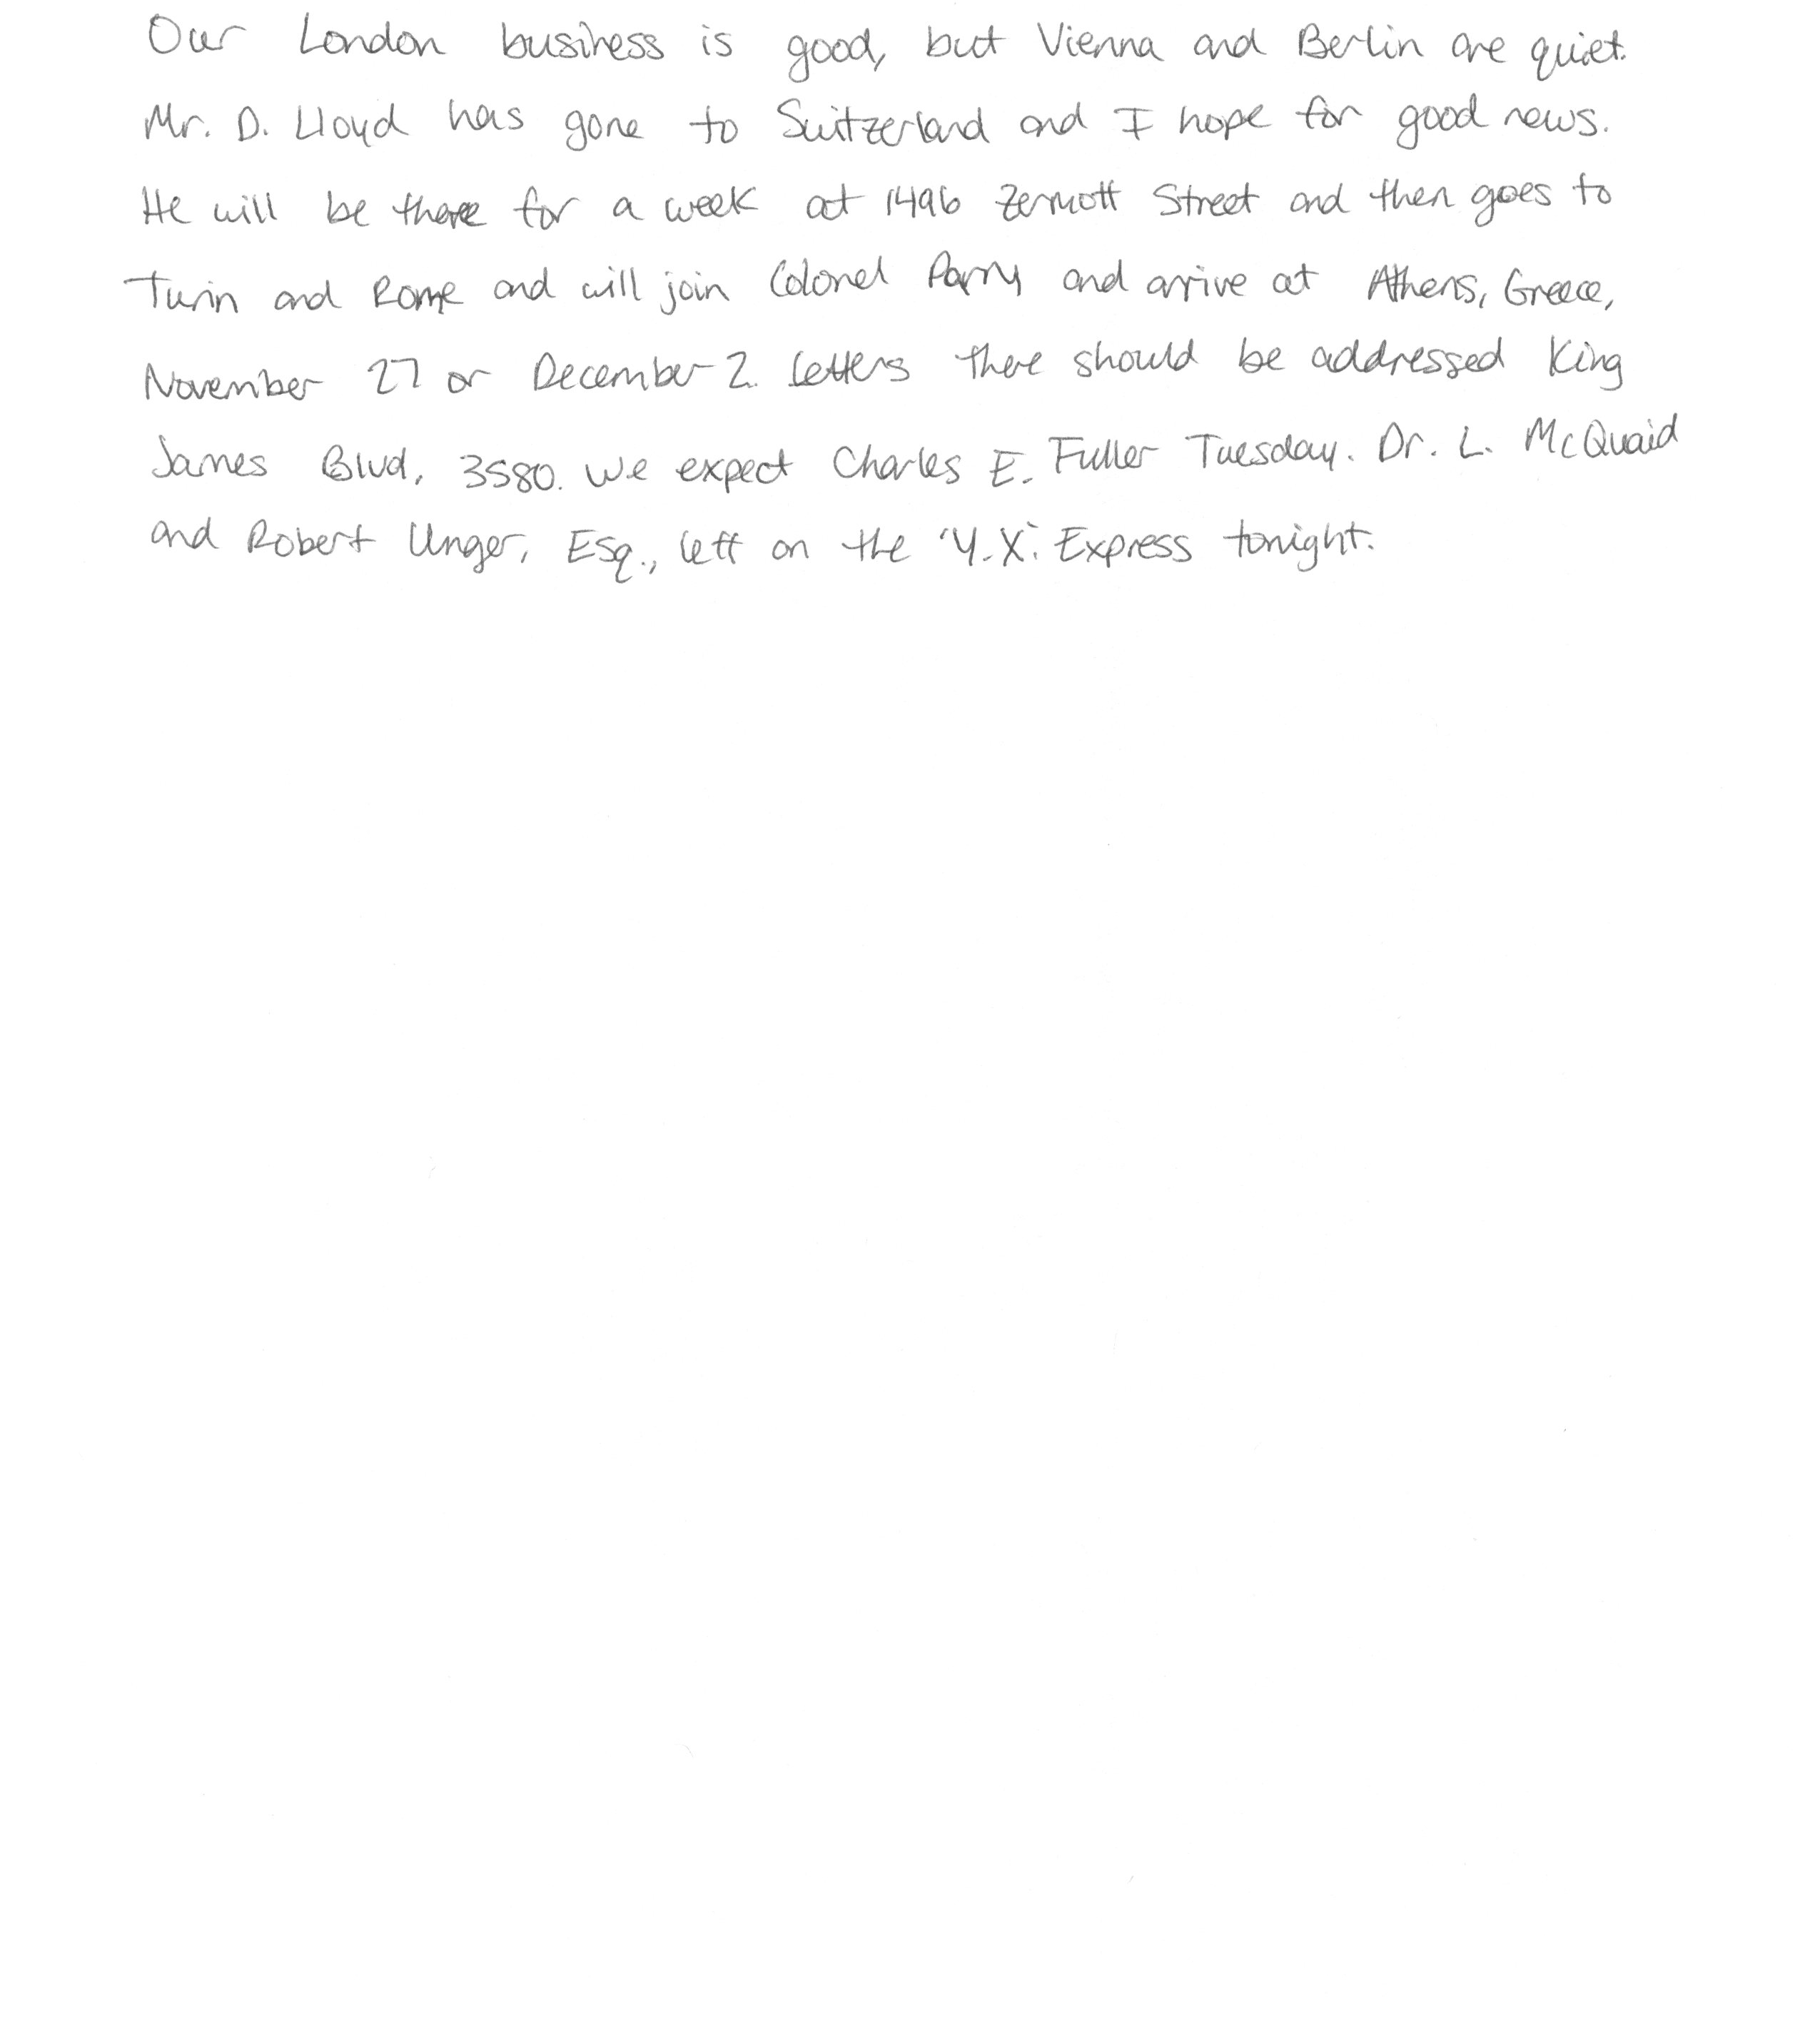 Our London business is good, but Vienna and Berlin are quiet.
Mr. D. Lloyd has gone to Switzerland and I hope for good news.
He will be there for a week at 1496 Zermott Street and then goes to
Turin and Rome and will join Colonel Parry and arrive at Athens, Greece,
November 27 or December 2. Letters there should be addressed King
James Blvd. 3580. We expect Charles E. Fuller Tuesday. Dr. L. McQuaid
and Robert Unger, Esq., left on the 'Y.X.' Express tonight.